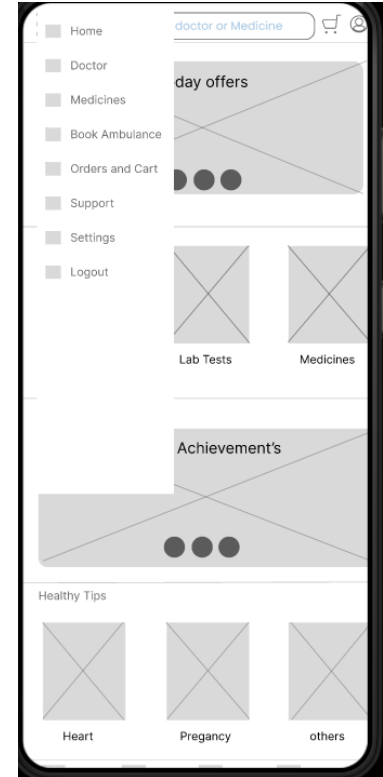 Home
doctor or Medicine
Doctor
day offers
Medicines
Book Ambulance
Orders and Cart
Support
Settings
Logout
Lab Tests
Medicines
Achievement's
Healthy Tips
Heart
Pregancy
others